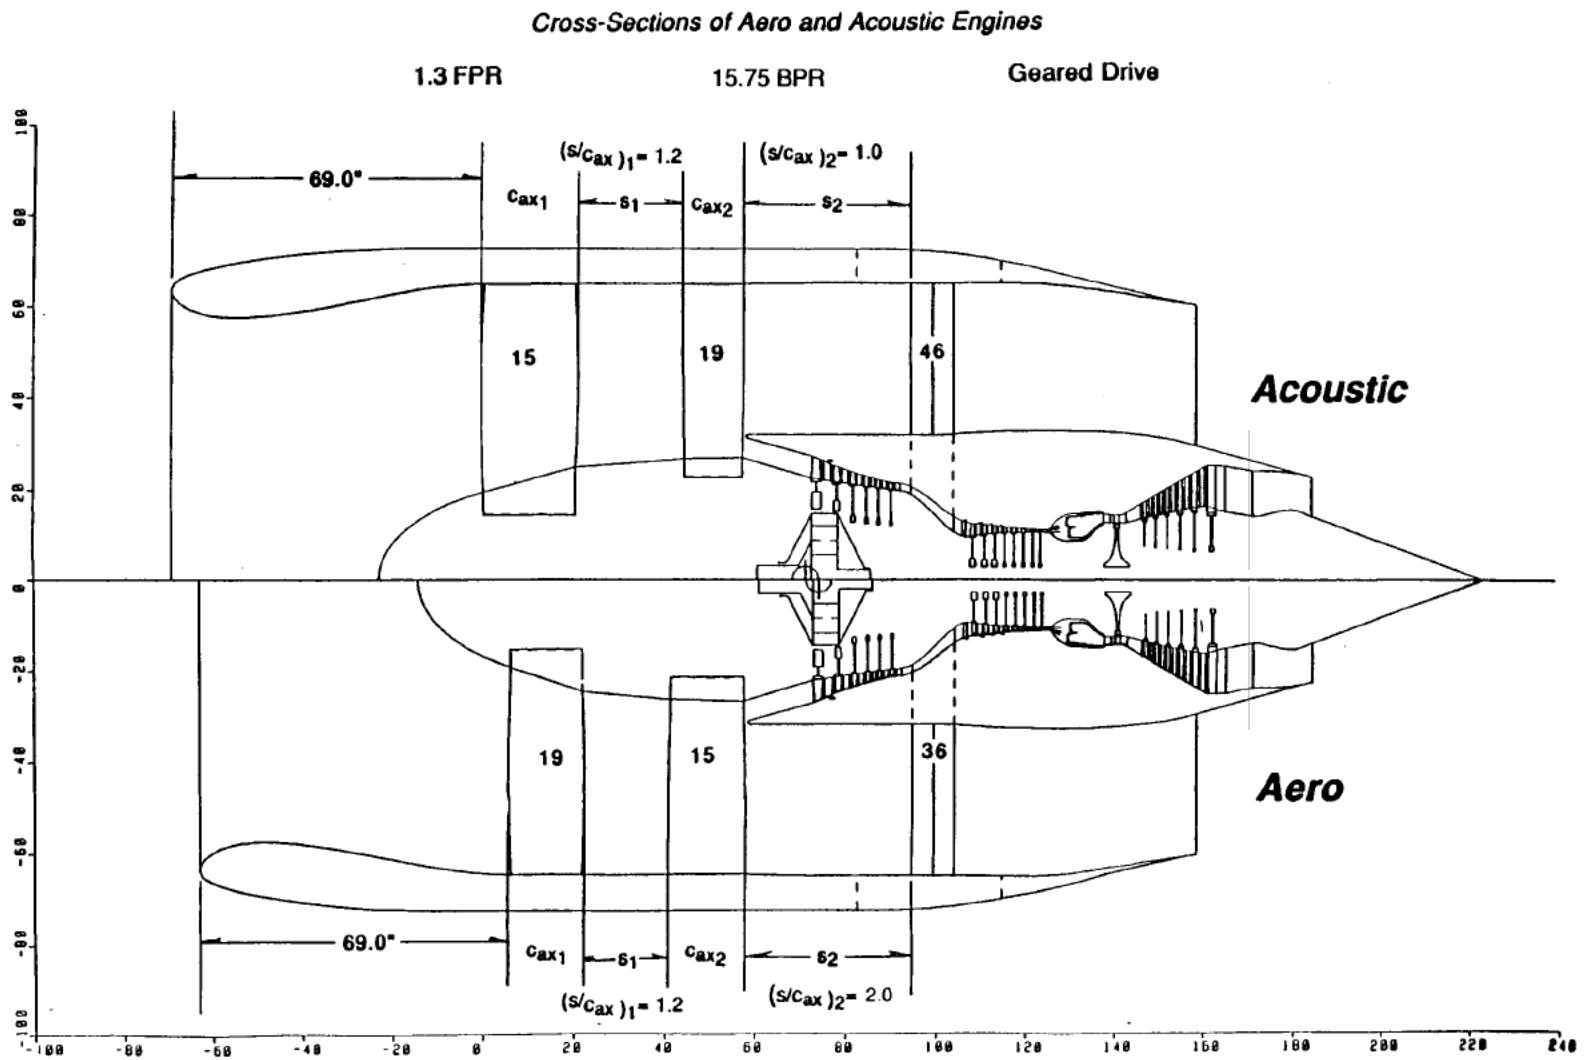 Cross-Sections of Aero and Acoustic Engines
1.3 FPR 15.75 BPR Geared Drive
(s/cax )1= 1.2 (s/cax )2= 1.0
69.0"
cax1 s1 cax2 s2
15 19 46
Acoustic
19 15 36
Aero
69.0"
cax1 s1 cax2 s2
(s/cax )1= 1.2 (s/cax )2= 2.0
100
80
60
40
20
0
-20
-40
-60
-80
-100
-100 -80 -60 -40 -20 0 20 40 60 80 100 120 140 160 180 200 220 240